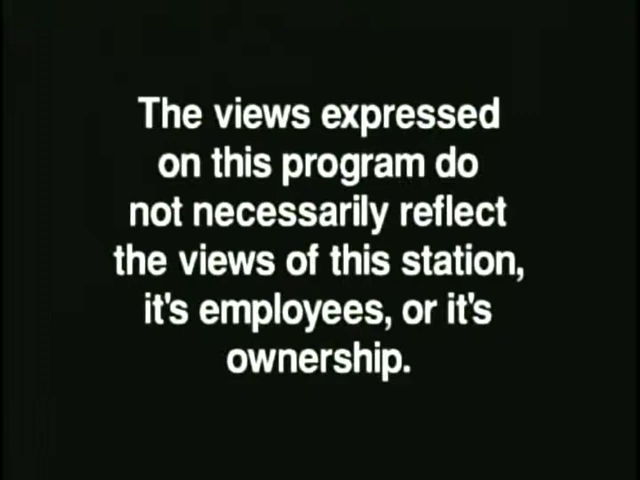 The views expressed
on this program do
not necessarily reflect
the views of this station,
it's employees, or it's
ownership.